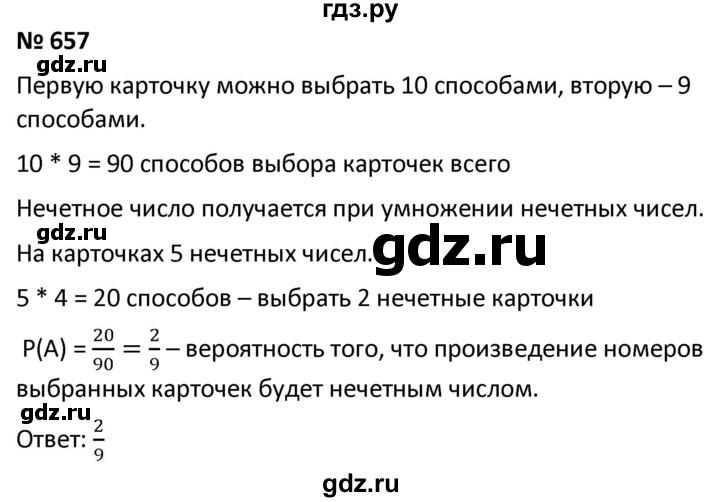 гдз.ру
№ 657
gdz.ru
Первую карточку можно выбрать 10 способами, вторую – 9
способами.
10 * 9 = 90 способов выбора карточек всего
Нечетное число получается при умножении нечетных чисел.
gdz.ru
На карточках 5 нечетных чисел.
gdz.ru
5 * 4 = 20 способов – выбрать 2 нечетные карточки
P(A) = 20/90 = 2/9 – вероятность того, что произведение номеров
выбранных карточек будет нечетным числом.
gdz.ru
Ответ: 2/9
gdz.ru